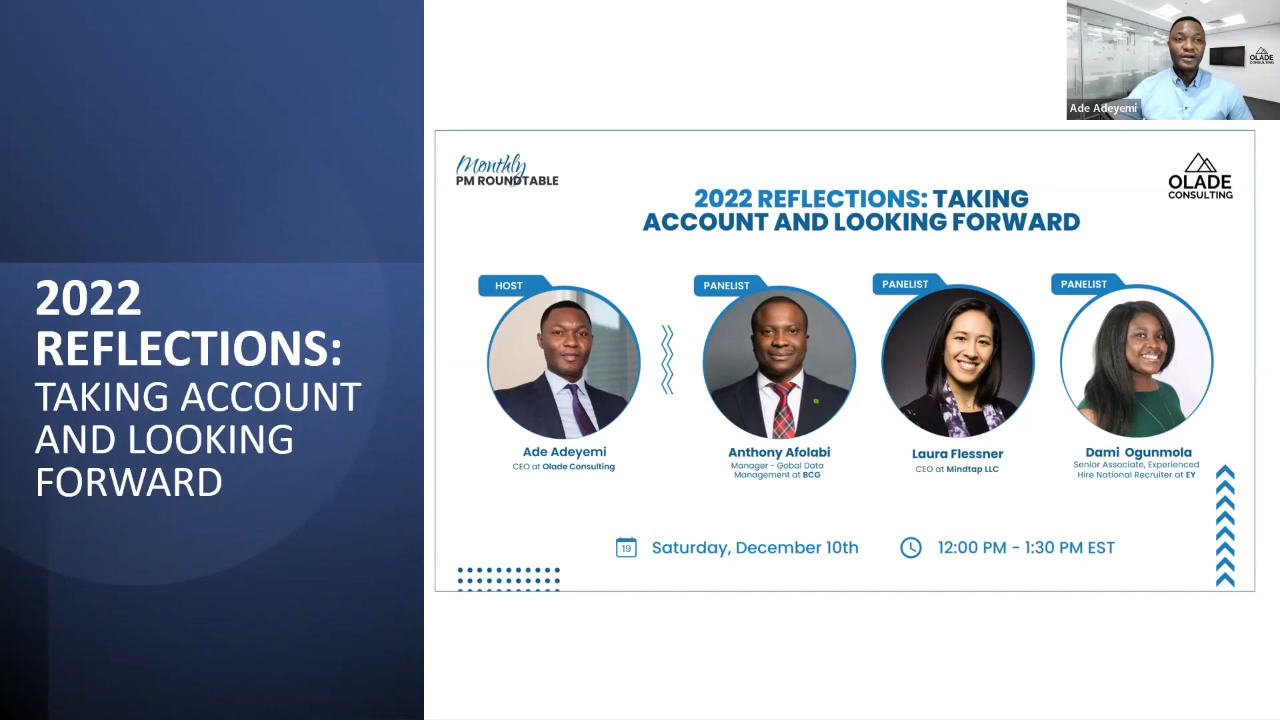 2022
REFLECTIONS:
TAKING ACCOUNT
AND LOOKING
FORWARD
Ade Adeyemi
OLADE
CONSULTING
Monthly
PM ROUNDTABLE
OLADE
CONSULTING
2022 REFLECTIONS: TAKING
ACCOUNT AND LOOKING FORWARD
HOST
PANELIST
PANELIST
PANELIST
Ade Adeyemi
CEO at Olade Consulting
Anthony Afolabi
Manager - Gobal Data
Management at BCG
Laura Flessner
CEO at Mindtap LLC
Dami Ogunmola
Senior Associate, Experienced
Hire National Recruiter at EY
19
Saturday, December 10th
12:00 PM - 1:30 PM EST